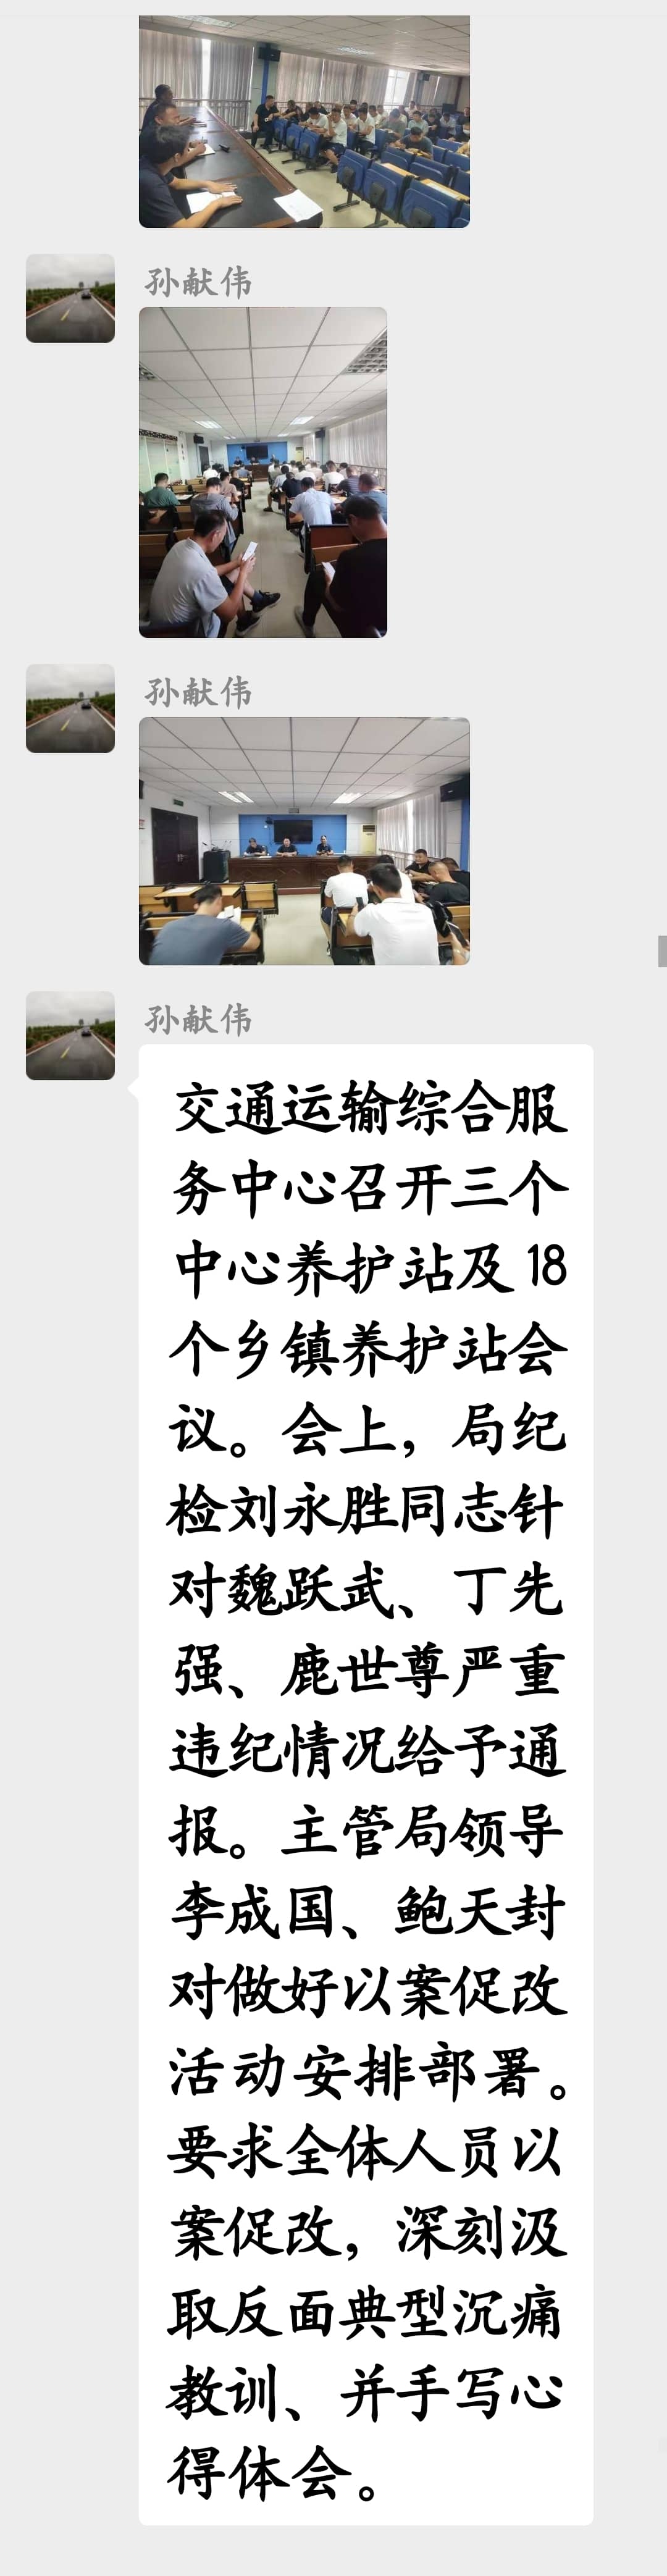 孙献伟
孙献伟
孙献伟
交通运输综合服
务中心召开三个
中心养护站及18
个乡镇养护站会
议。会上，局纪
检刘永胜同志针
对魏跃武、丁先
强、鹿世尊严重
违纪情况给予通
报。主管局领导
李成国、鲍天封
对做好以案促改
活动安排部署。
要求全体人员以
案促改，深刻汲
取反面典型沉痛
教训、并手写心
得体会。